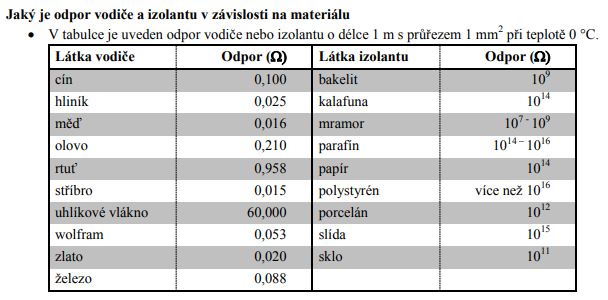 Jaký je odpor vodiče a izolantu v závislosti na materiálu
• V tabulce je uveden odpor vodiče nebo izolantu o délce 1 m s průřezem 1 mm² při teplotě 0 °C.
Látka vodiče Odpor (Ω) Látka izolantu Odpor (Ω)
cín 0,100 bakelit 10⁹
hliník 0,025 kalafuna 10¹⁴
měď 0,016 mramor 10⁷ - 10⁹
olovo 0,210 parafín 10¹⁴ – 10¹⁶
rtuť 0,958 papír 10¹⁴
stříbro 0,015 polystyrén více než 10¹⁶
uhlíkové vlákno 60,000 porcelán 10¹²
wolfram 0,053 slída 10¹⁵
zlato 0,020 sklo 10¹¹
železo 0,088